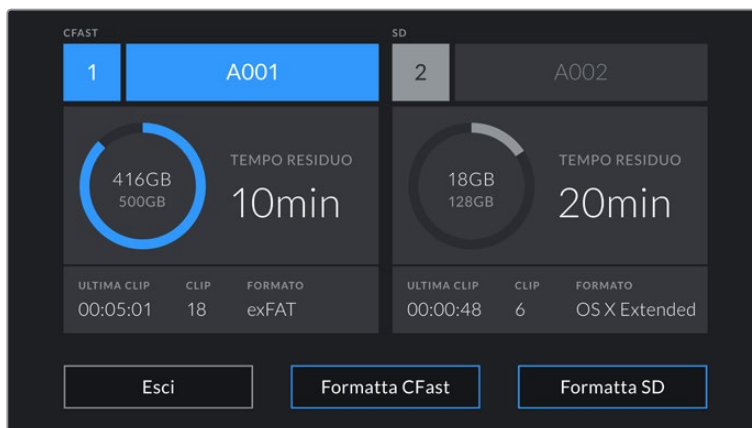 CFAST
1 A001
416GB
500GB
TEMPO RESIDUO
10min
ULTIMA CLIP CLIP FORMATO
00:05:01 18 exFAT
SD
2 A002
18GB
128GB
TEMPO RESIDUO
20min
ULTIMA CLIP CLIP FORMATO
00:00:48 6 OS X Extended
Esci Formatta CFast Formatta SD